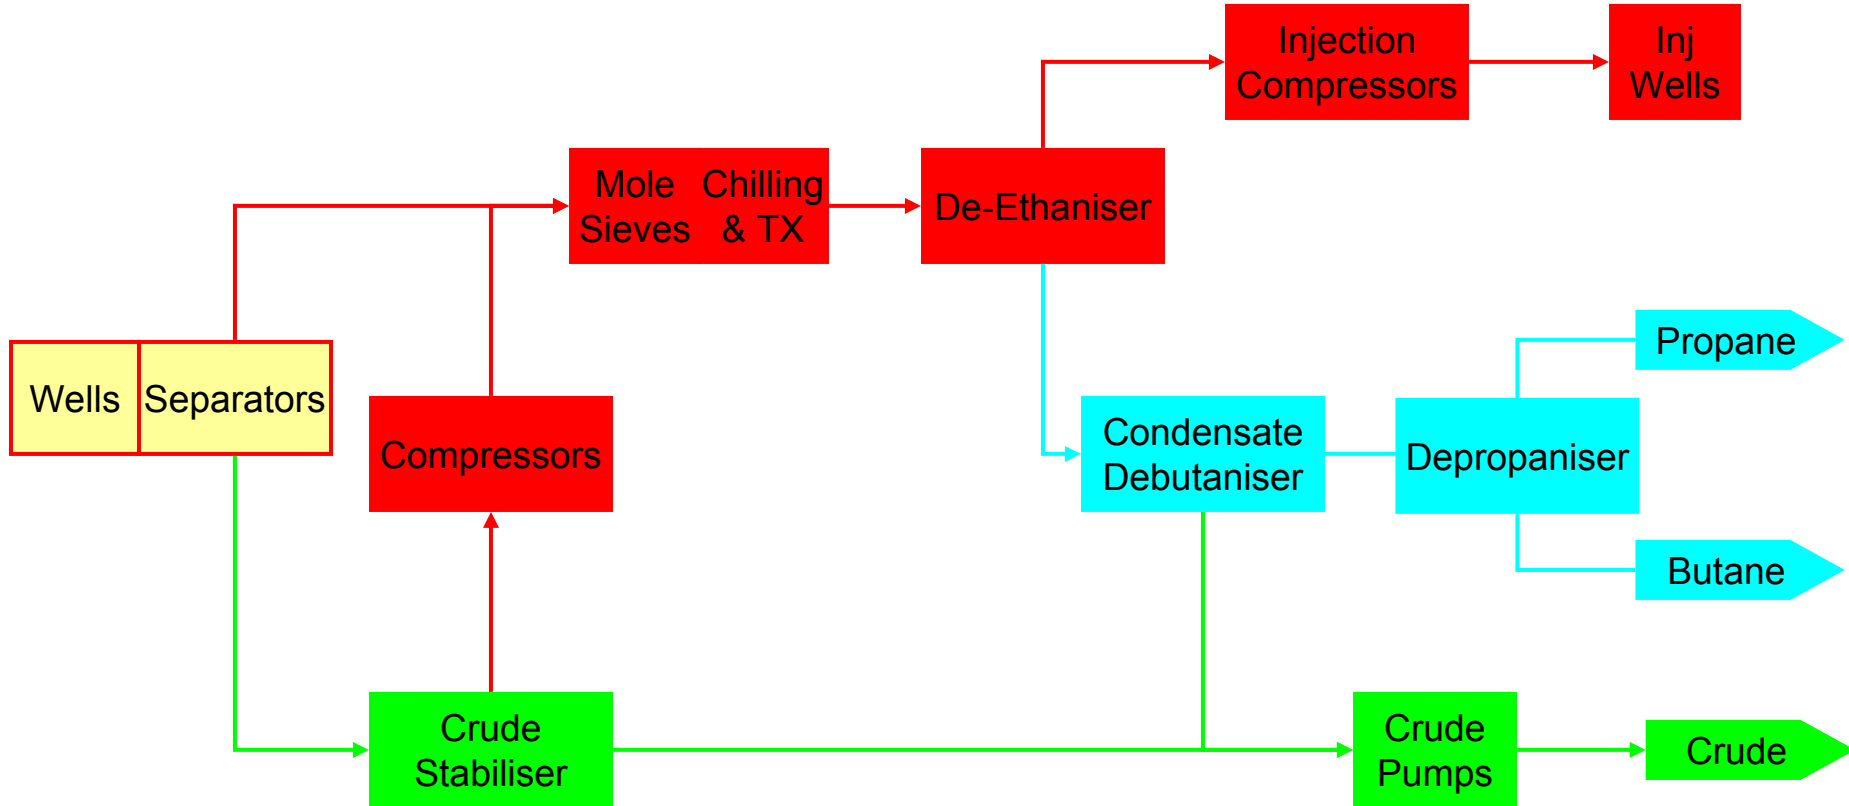 Injection
Compressors
Inj
Wells
Mole
Sieves
Chilling
& TX
De-Ethaniser
Propane
Wells
Separators
Compressors
Condensate
Debutaniser
Depropaniser
Butane
Crude
Stabiliser
Crude
Pumps
Crude